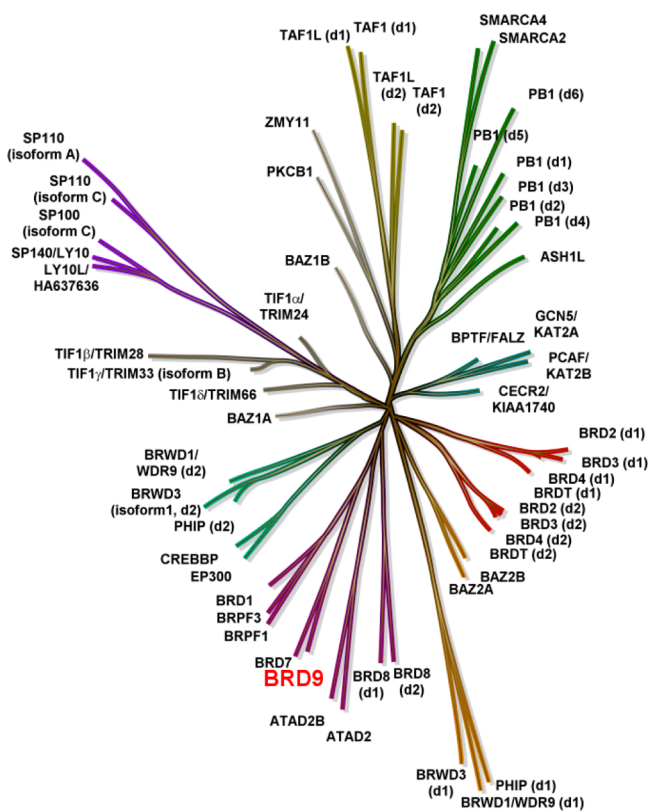 SMARCA4
SMARCA2
TAF1L (d1)
TAF1 (d1)
TAF1L
(d2)
TAF1
(d2)
PB1 (d6)
ZMY11
PB1 (d5)
SP110
(isoform A)
PKCB1
PB1 (d1)
SP110
(isoform C)
PB1 (d3)
PB1 (d2)
SP100
(isoform C)
PB1 (d4)
SP140/LY10
LY10L/
HA637636
BAZ1B
ASH1L
TIF1α/
TRIM24
GCN5/
KAT2A
BPTF/FALZ
TIF1β/TRIM28
PCAF/
KAT2B
TIF1γ/TRIM33 (isoform B)
TIF1δ/TRIM66
CECR2/
KIAA1740
BAZ1A
BRD2 (d1)
BRWD1/
WDR9 (d2)
BRD3 (d1)
BRD4 (d1)
BRDT (d1)
BRWD3
(isoform1, d2)
BRD2 (d2)
PHIP (d2)
BRD3 (d2)
BRD4 (d2)
BRDT (d2)
CREBBP
EP300
BAZ2B
BAZ2A
BRD1
BRPF3
BRPF1
BRD7
BRD9
BRD8
(d1)
BRD8
(d2)
ATAD2B
ATAD2
BRWD3
(d1)
PHIP (d1)
BRWD1/WDR9 (d1)